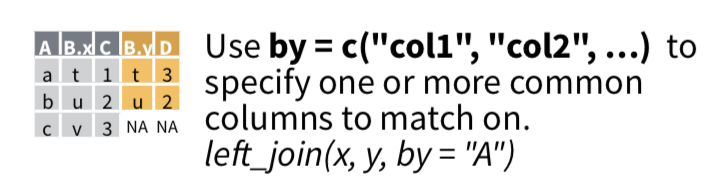 A B.x C B.y D
a t 1 t 3
b u 2 u 2
c v 3 NA NA
Use by = c("col1", "col2", …) to
specify one or more common
columns to match on.
left_join(x, y, by = "A")